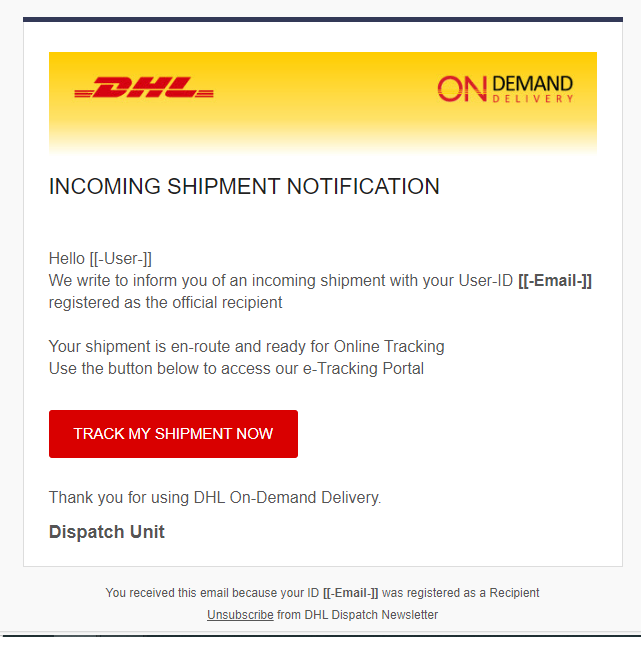 DHL
ON DEMAND
DELIVERY
INCOMING SHIPMENT NOTIFICATION
Hello [[-User-]]
We write to inform you of an incoming shipment with your User-ID [[-Email-]]
registered as the official recipient
Your shipment is en-route and ready for Online Tracking
Use the button below to access our e-Tracking Portal
TRACK MY SHIPMENT NOW
Thank you for using DHL On-Demand Delivery.
Dispatch Unit
You received this email because your ID [[-Email-]] was registered as a Recipient
Unsubscribe from DHL Dispatch Newsletter